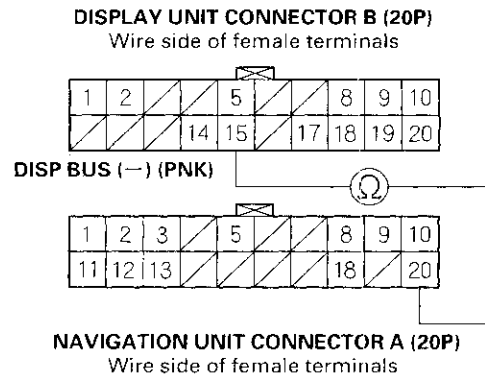 DISPLAY UNIT CONNECTOR B (20P)
Wire side of female terminals
1 2 5 8 9 10
14 15 17 18 19 20
DISP BUS (—) (PNK)
Ω
1 2 3 5 8 9 10
11 12 13 18 20
NAVIGATION UNIT CONNECTOR A (20P)
Wire side of female terminals